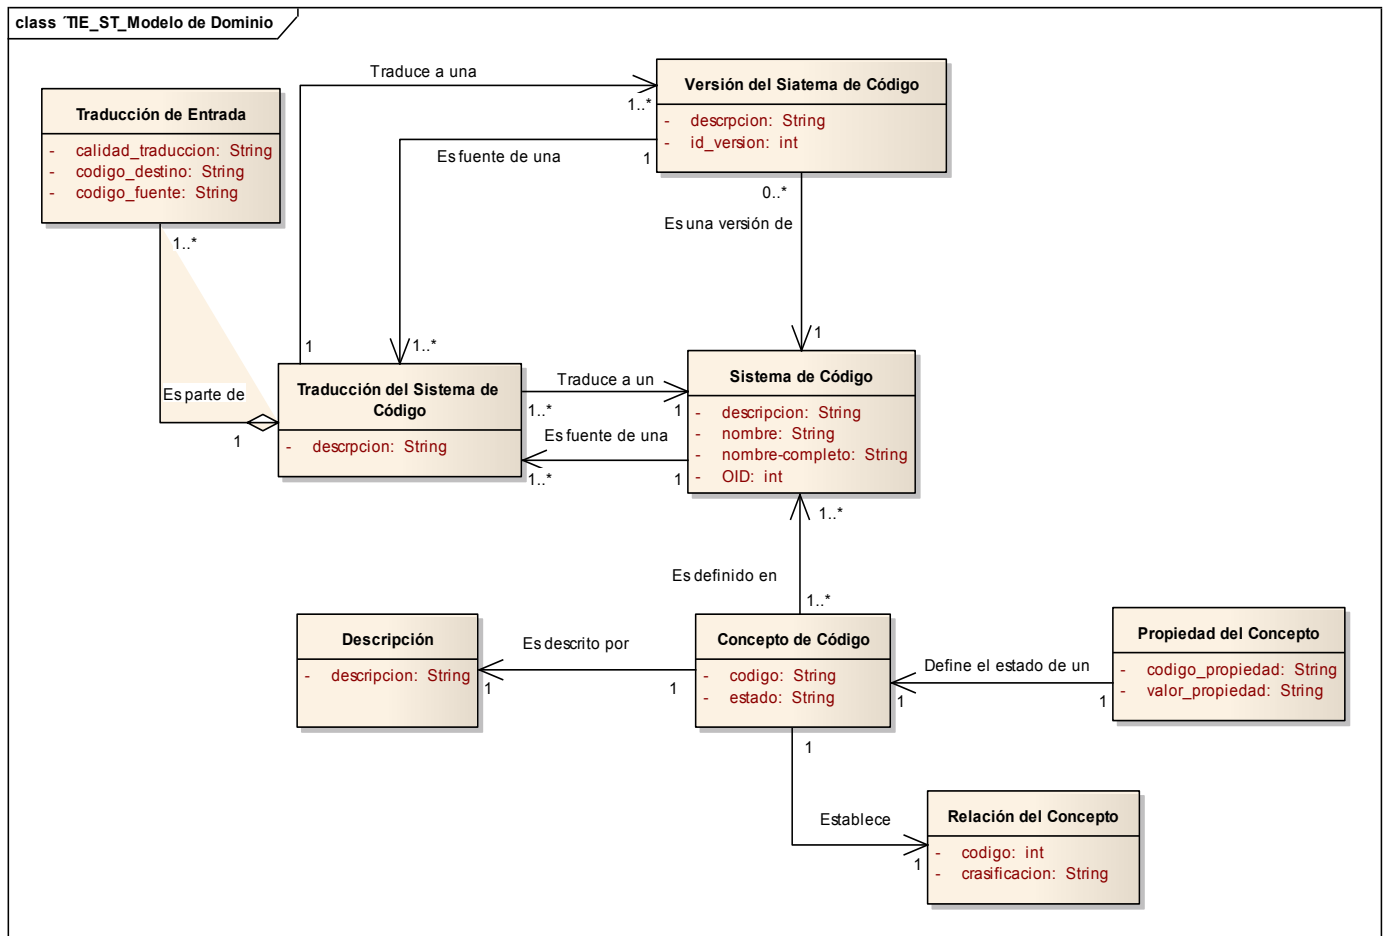 class ´TIE_ST_Modelo de Dominio
Traduce a una
1..*
Versión del Siatema de Código
- descrpcion: String
- id_version: int
Traducción de Entrada
- calidad_traduccion: String
- codigo_destino: String
- codigo_fuente: String
Es fuente de una
1
0..*
Es una versión de
1..*
1
1..*
1
Es parte de
1
Traducción del Sistema de
Código
- descrpcion: String
Traduce a un
1..*
1
Es fuente de una
1..*
1
Sistema de Código
- descripcion: String
- nombre: String
- nombre-completo: String
- OID: int
1..*
Es definido en
1..*
Descripción
- descripcion: String
Es descrito por
1
1
Concepto de Código
- codigo: String
- estado: String
Define el estado de un
1
1
Propiedad del Concepto
- codigo_propiedad: String
- valor_propiedad: String
1
Establece
1
Relación del Concepto
- codigo: int
- crasificacion: String